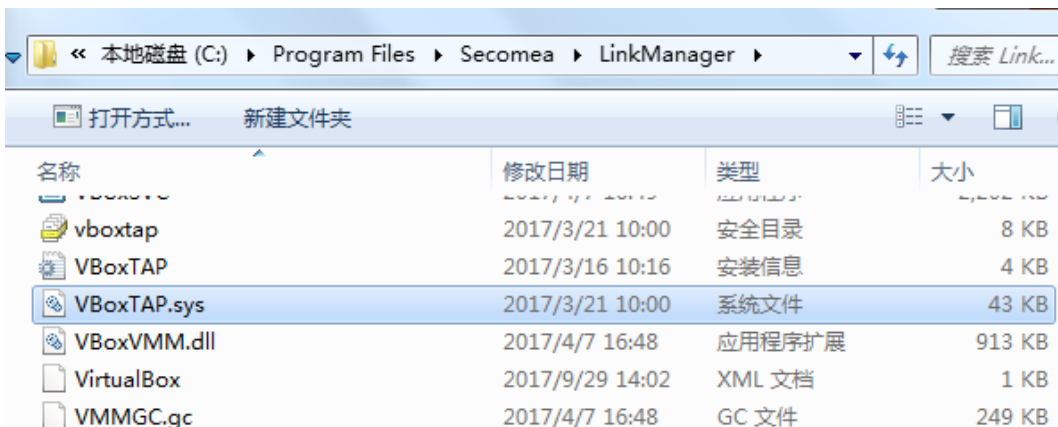 « 本地磁盘 (C:) ▸ Program Files ▸ Secomea ▸ LinkManager ▸ 搜索 Link...
打开方式... 新建文件夹
名称 修改日期 类型 大小
vboxtap 2017/3/21 10:00 安全目录 8 KB
VBoxTAP 2017/3/16 10:16 安装信息 4 KB
VBoxTAP.sys 2017/3/21 10:00 系统文件 43 KB
VBoxVMM.dll 2017/4/7 16:48 应用程序扩展 913 KB
VirtualBox 2017/9/29 14:02 XML 文档 1 KB
VMMGC.gc 2017/4/7 16:48 GC 文件 249 KB